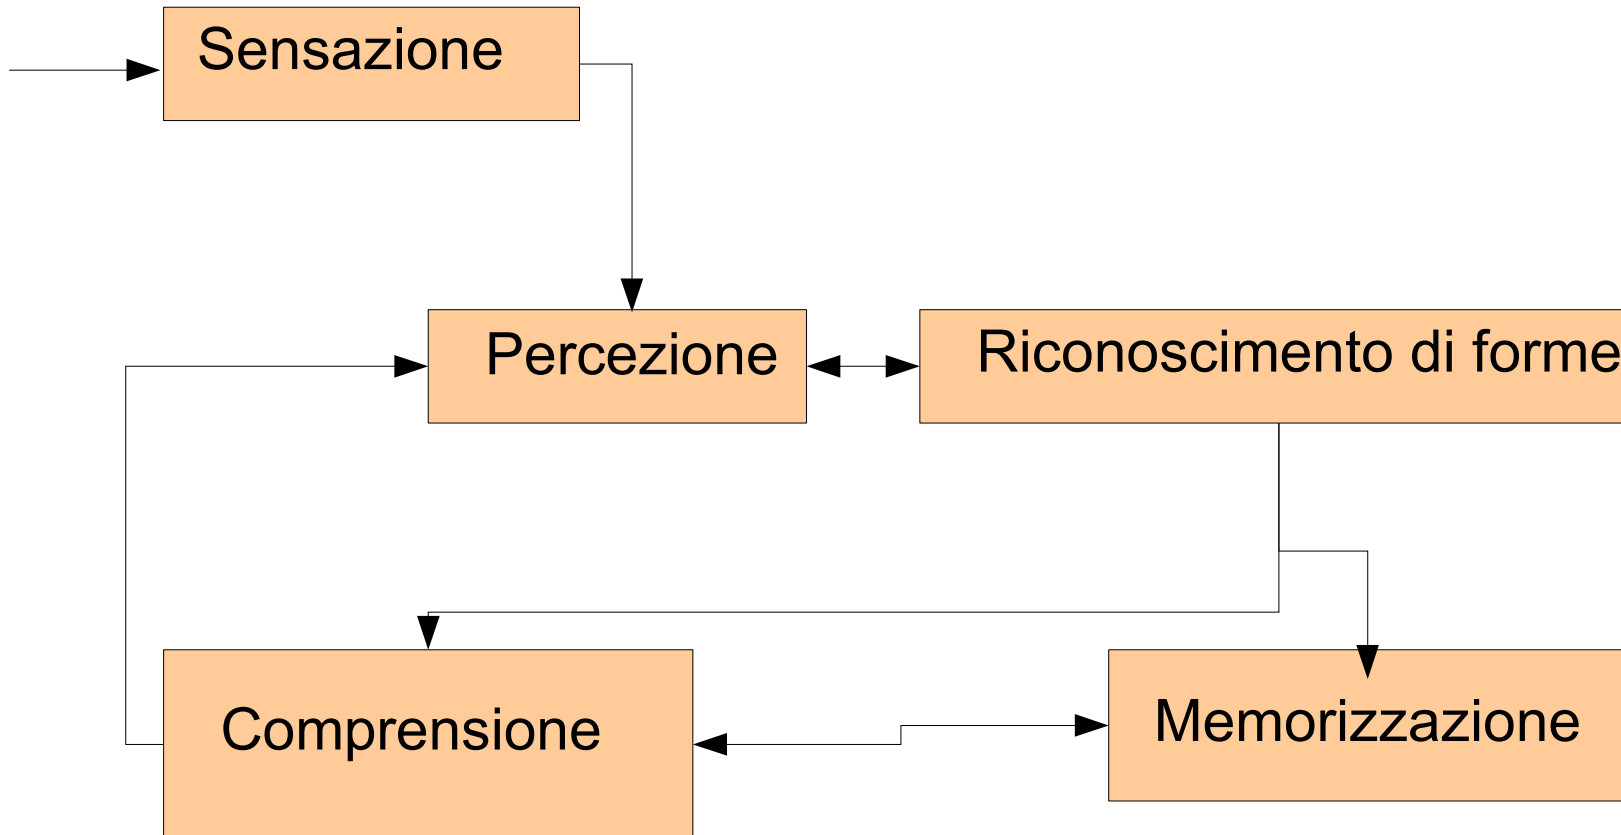 Sensazione
Percezione
Riconoscimento di forme
Comprensione
Memorizzazione